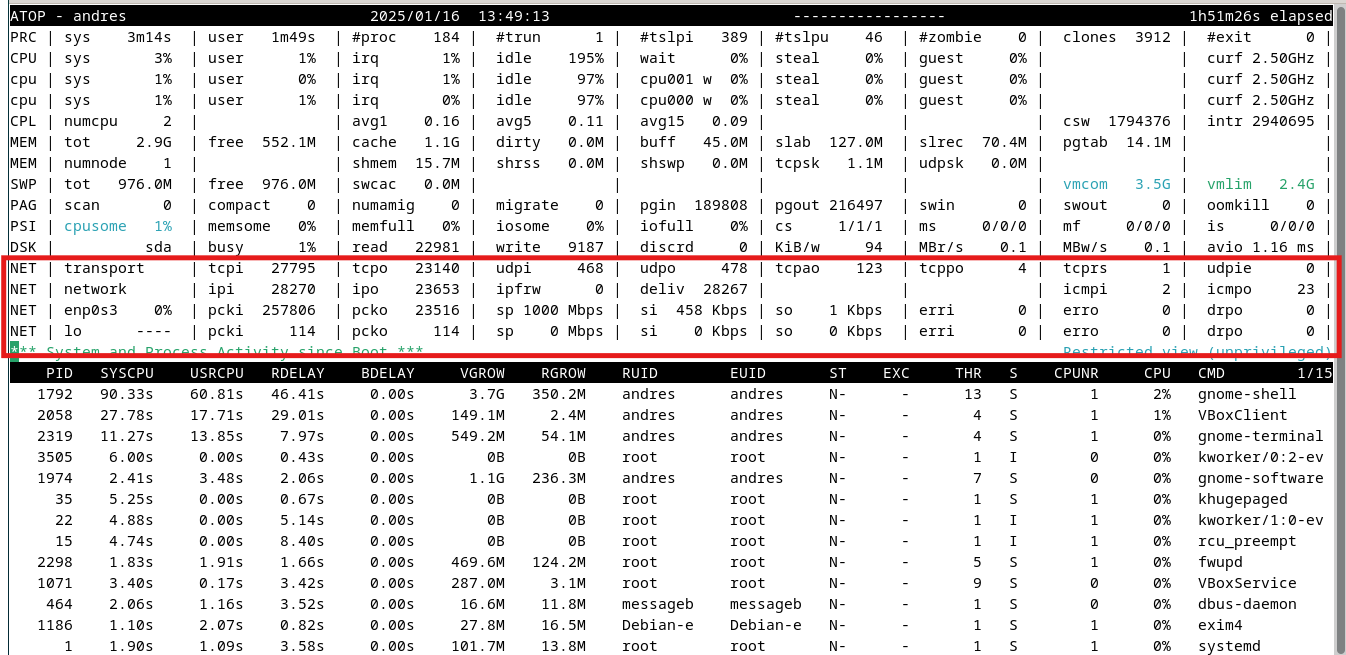 ATOP - andres 2025/01/16 13:49:13 ---------------- 1h51m26s elapsed
PRC | sys 3m14s | user 1m49s | #proc 184 | #trun 1 | #tslpi 389 | #tslpu 46 | #zombie 0 | clones 3912 | #exit 0 |
CPU | sys 3% | user 1% | irq 1% | idle 195% | wait 0% | steal 0% | guest 0% | | curf 2.50GHz |
cpu | sys 1% | user 0% | irq 1% | idle 97% | cpu001 w 0% | steal 0% | guest 0% | | curf 2.50GHz |
cpu | sys 1% | user 1% | irq 0% | idle 97% | cpu000 w 0% | steal 0% | guest 0% | | curf 2.50GHz |
CPL | numcpu 2 | | avg1 0.16 | avg5 0.11 | avg15 0.09 | | | csw 1794376 | intr 2940695 |
MEM | tot 2.9G | free 552.1M | cache 1.1G | dirty 0.0M | buff 45.0M | slab 127.0M | slrec 70.4M | pgtab 14.1M | |
MEM | numnode 1 | | shmem 15.7M | shrss 0.0M | shswp 0.0M | tcpsk 1.1M | udpsk 0.0M | | |
SWP | tot 976.0M | free 976.0M | swcac 0.0M | | | | | vmcom 3.5G | vmlim 2.4G |
PAG | scan 0 | compact 0 | numamig 0 | migrate 0 | pgin 189808 | pgout 216497 | swin 0 | swout 0 | oomkill 0 |
PSI | cpusome 1% | memsome 0% | memfull 0% | iosome 0% | iofull 0% | cs 1/1/1 | ms 0/0/0 | mf 0/0/0 | is 0/0/0 |
DSK | sda | busy 1% | read 22981 | write 9187 | discrd 0 | KiB/w 94 | MBr/s 0.1 | MBw/s 0.1 | avio 1.16 ms |
NET | transport | tcpi 27795 | tcpo 23140 | udpi 468 | udpo 478 | tcpao 123 | tcppo 4 | tcprs 1 | udpie 0 |
NET | network | ipi 28270 | ipo 23653 | ipfrw 0 | deliv 28267 | | | icmpi 2 | icmpo 23 |
NET | enp0s3 0% | pcki 257806 | pcko 23516 | sp 1000 Mbps | si 458 Kbps | so 1 Kbps | erri 0 | erro 0 | drpo 0 |
NET | lo ---- | pcki 114 | pcko 114 | sp 0 Mbps | si 0 Kbps | so 0 Kbps | erri 0 | erro 0 | drpo 0 |
*** System and Process Activity since Boot *** Restricted view (unprivileged)
PID SYSCPU USRCPU RDELAY BDELAY VGROW RGROW RUID EUID ST EXC THR S CPUNR CPU CMD 1/15
1792 90.33s 60.81s 46.41s 0.00s 3.7G 350.2M andres andres N- - 13 S 1 2% gnome-shell
2058 27.78s 17.71s 29.01s 0.00s 149.1M 2.4M andres andres N- - 4 S 1 1% VBoxClient
2319 11.27s 13.85s 7.97s 0.00s 549.2M 54.1M andres andres N- - 4 S 1 0% gnome-terminal
3505 6.00s 0.00s 0.43s 0.00s 0B 0B root root N- - 1 I 0 0% kworker/0:2-ev
1974 2.41s 3.48s 2.06s 0.00s 1.1G 236.3M andres andres N- - 7 S 0 0% gnome-software
35 5.25s 0.00s 0.67s 0.00s 0B 0B root root N- - 1 S 1 0% khugepaged
22 4.88s 0.00s 5.14s 0.00s 0B 0B root root N- - 1 I 1 0% kworker/1:0-ev
15 4.74s 0.00s 8.40s 0.00s 0B 0B root root N- - 1 I 1 0% rcu_preempt
2298 1.83s 1.91s 1.66s 0.00s 469.6M 124.2M root root N- - 5 S 1 0% fwupd
1071 3.40s 0.17s 3.42s 0.00s 287.0M 3.1M root root N- - 9 S 0 0% VBoxService
464 2.06s 1.16s 3.52s 0.00s 16.6M 11.8M messageb messageb N- - 1 S 0 0% dbus-daemon
1186 1.10s 2.07s 0.82s 0.00s 27.8M 16.5M Debian-e Debian-e N- - 1 S 1 0% exim4
1 1.90s 1.09s 3.58s 0.00s 101.7M 13.8M root root N- - 1 S 1 0% systemd